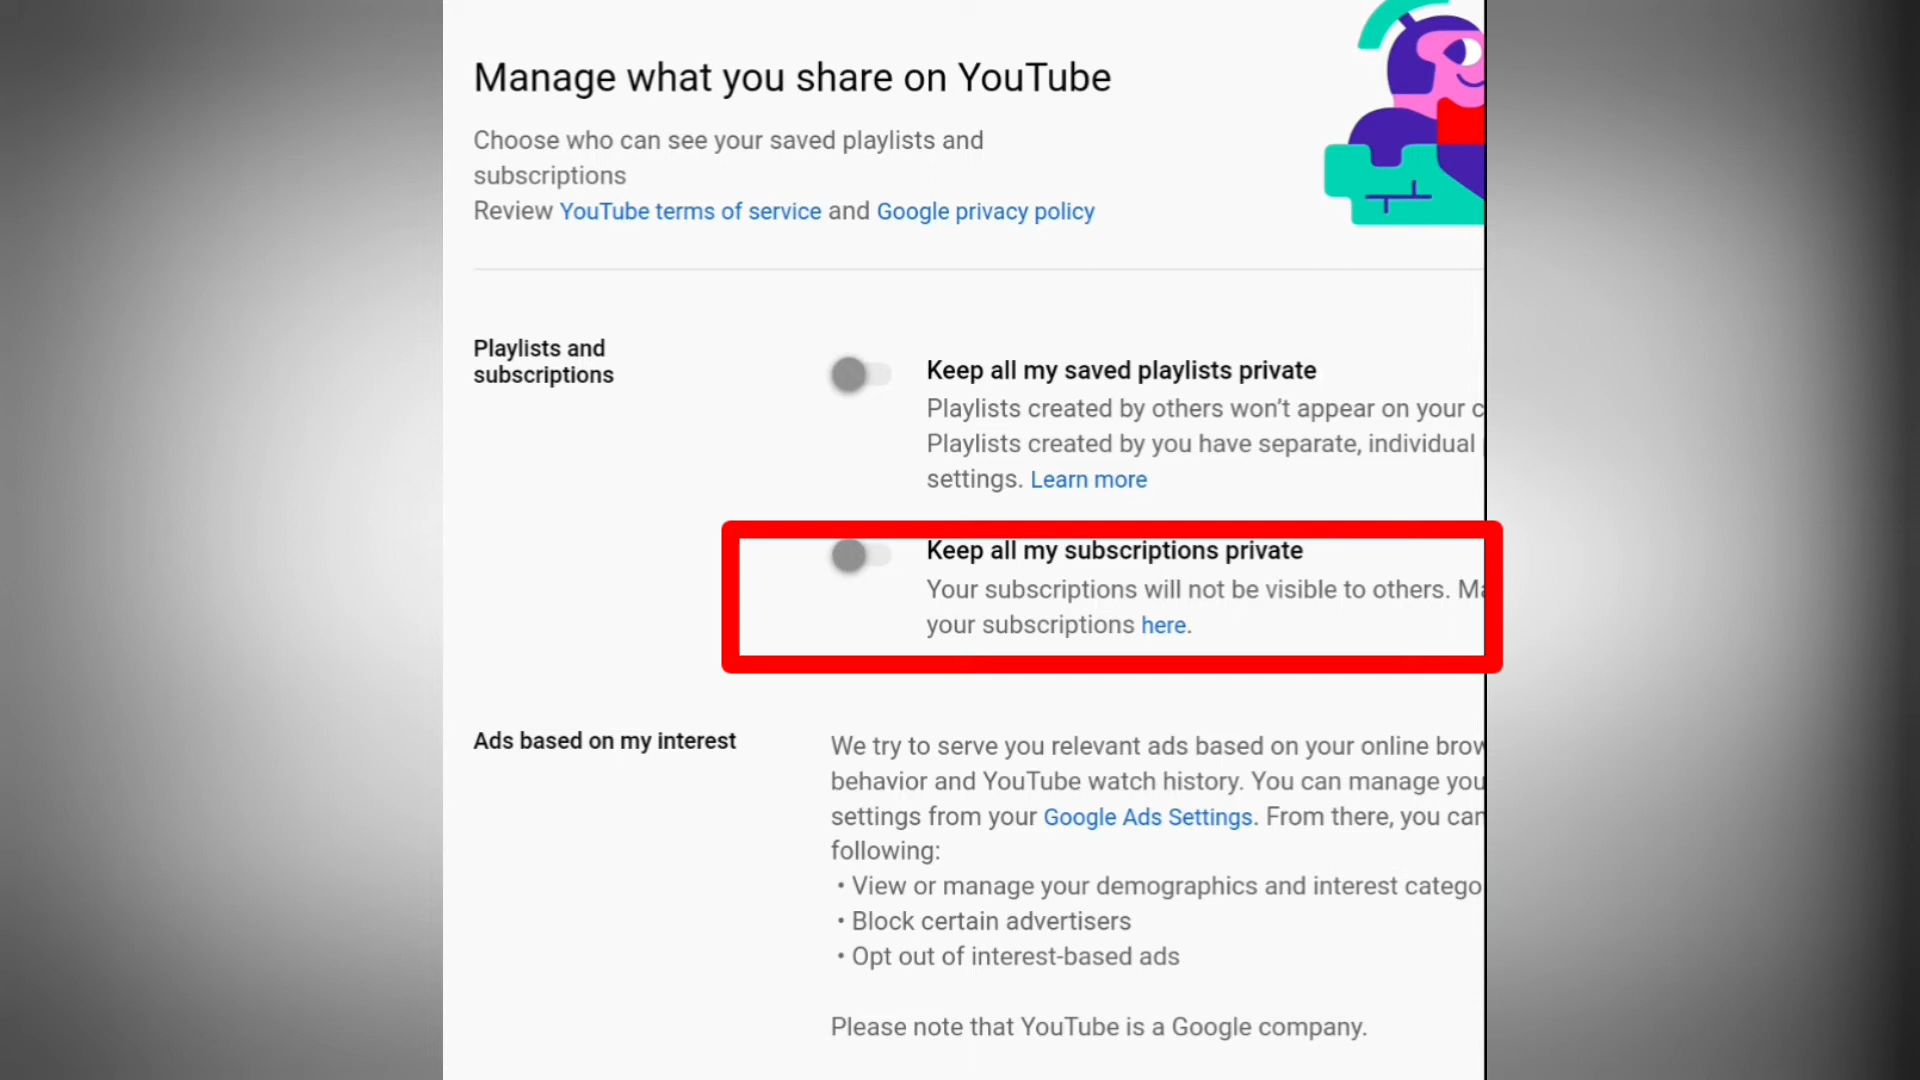 Manage what you share on YouTube
Choose who can see your saved playlists and
subscriptions
Review YouTube terms of service and Google privacy policy
Playlists and
subscriptions
Keep all my saved playlists private
Playlists created by others won’t appear on your
Playlists created by you have separate, individual
settings. Learn more
Keep all my subscriptions private
Your subscriptions will not be visible to others.
your subscriptions here.
Ads based on my interest
We try to serve you relevant ads based on your online
behavior and YouTube watch history. You can manage
settings from your Google Ads Settings. From there, you
following:
• View or manage your demographics and interest
• Block certain advertisers
• Opt out of interest-based ads
Please note that YouTube is a Google company.